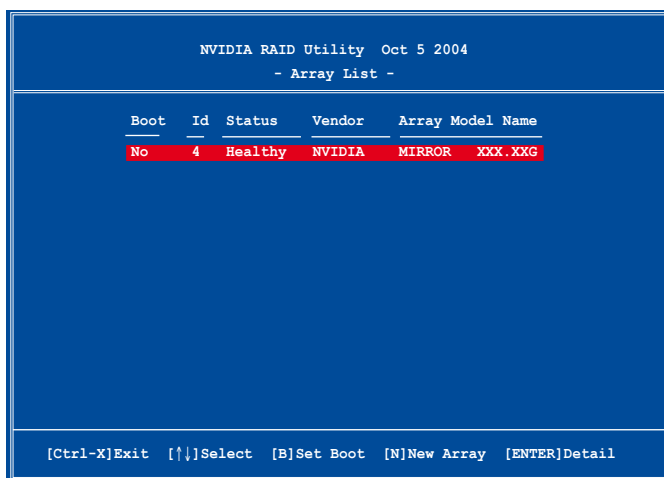 NVIDIA RAID Utility  Oct 5 2004
- Array List -
Boot  Id  Status  Vendor  Array Model Name
No  4  Healthy  NVIDIA  MIRROR  XXX.XXG
[Ctrl-X]Exit  [↑↓]Select  [B]Set Boot  [N]New Array  [ENTER]Detail